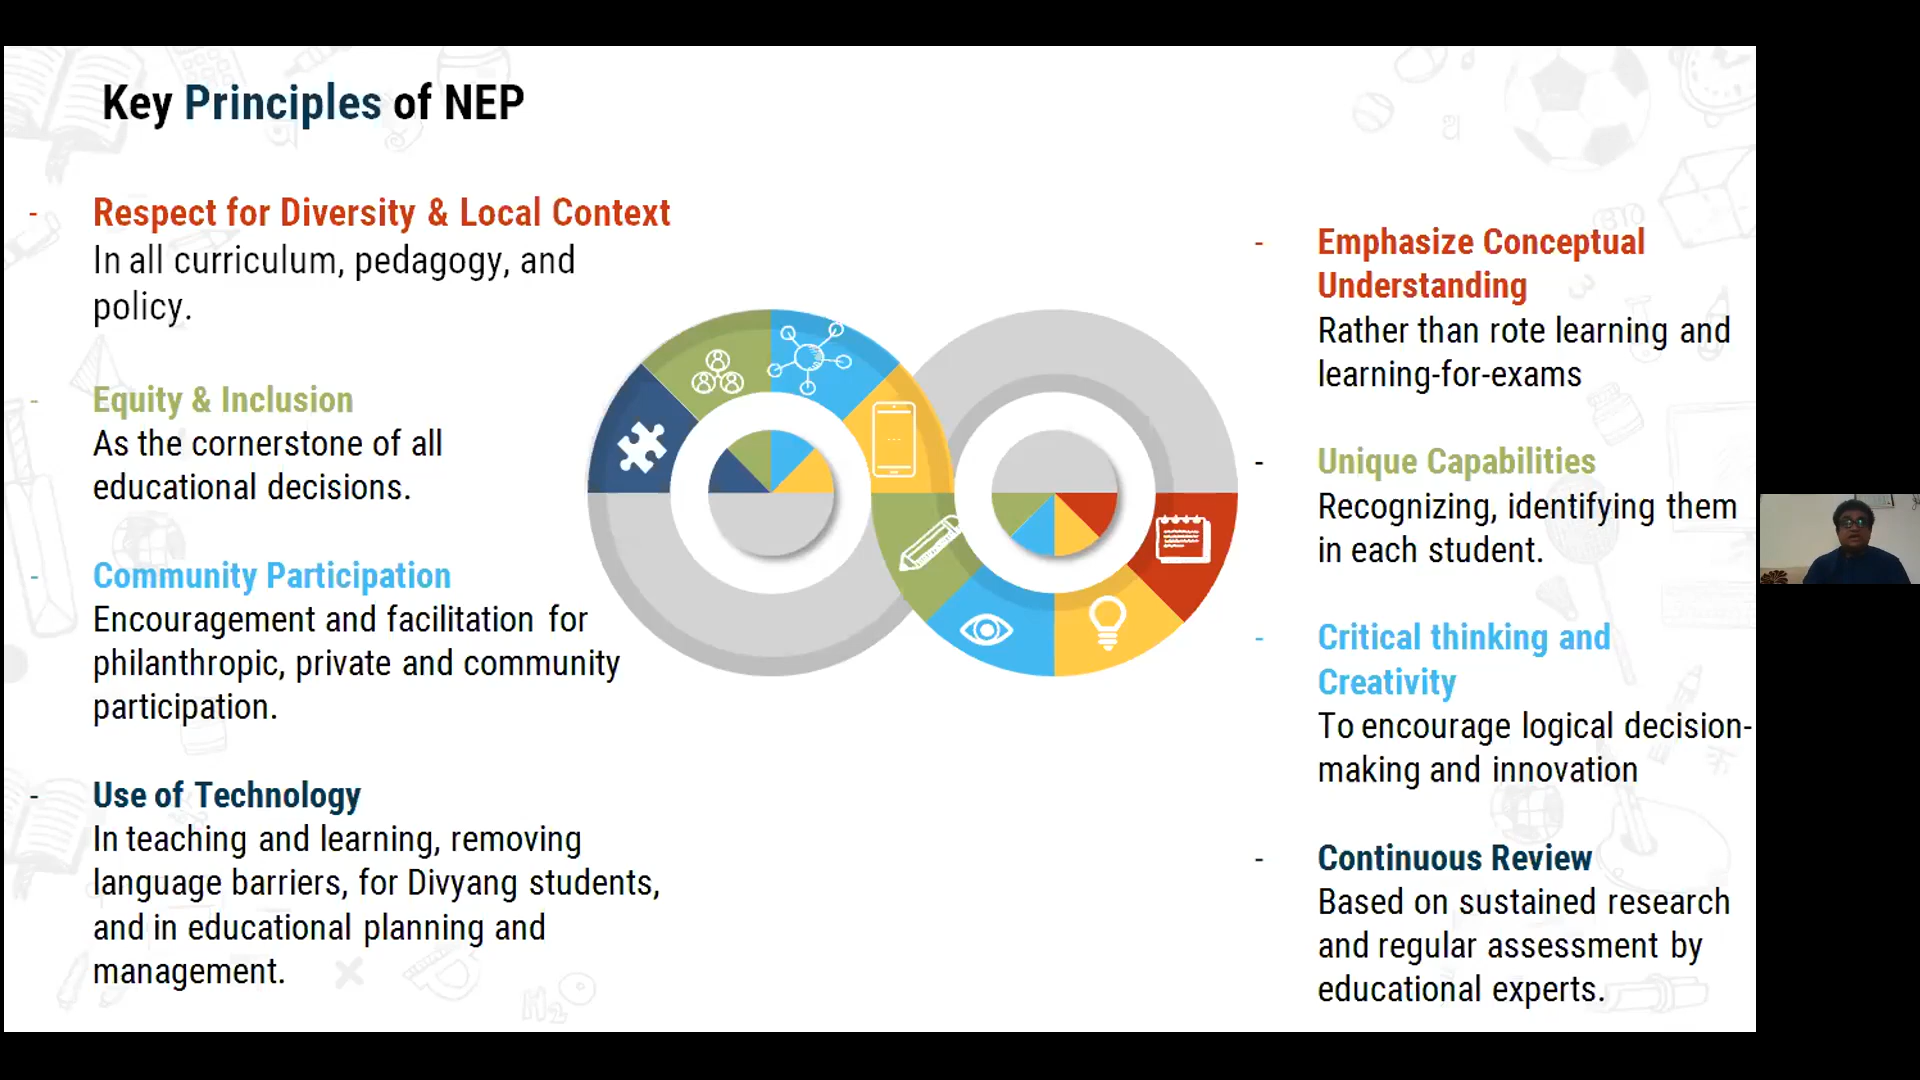 Key Principles of NEP
- Respect for Diversity & Local Context
In all curriculum, pedagogy, and
policy.
- Equity & Inclusion
As the cornerstone of all
educational decisions.
- Community Participation
Encouragement and facilitation for
philanthropic, private and community
participation.
- Use of Technology
In teaching and learning, removing
language barriers, for Divyang students,
and in educational planning and
management.
- Emphasize Conceptual
Understanding
Rather than rote learning and
learning-for-exams
- Unique Capabilities
Recognizing, identifying them
in each student.
- Critical thinking and
Creativity
To encourage logical decision-
making and innovation
- Continuous Review
Based on sustained research
and regular assessment by
educational experts.
H₂O